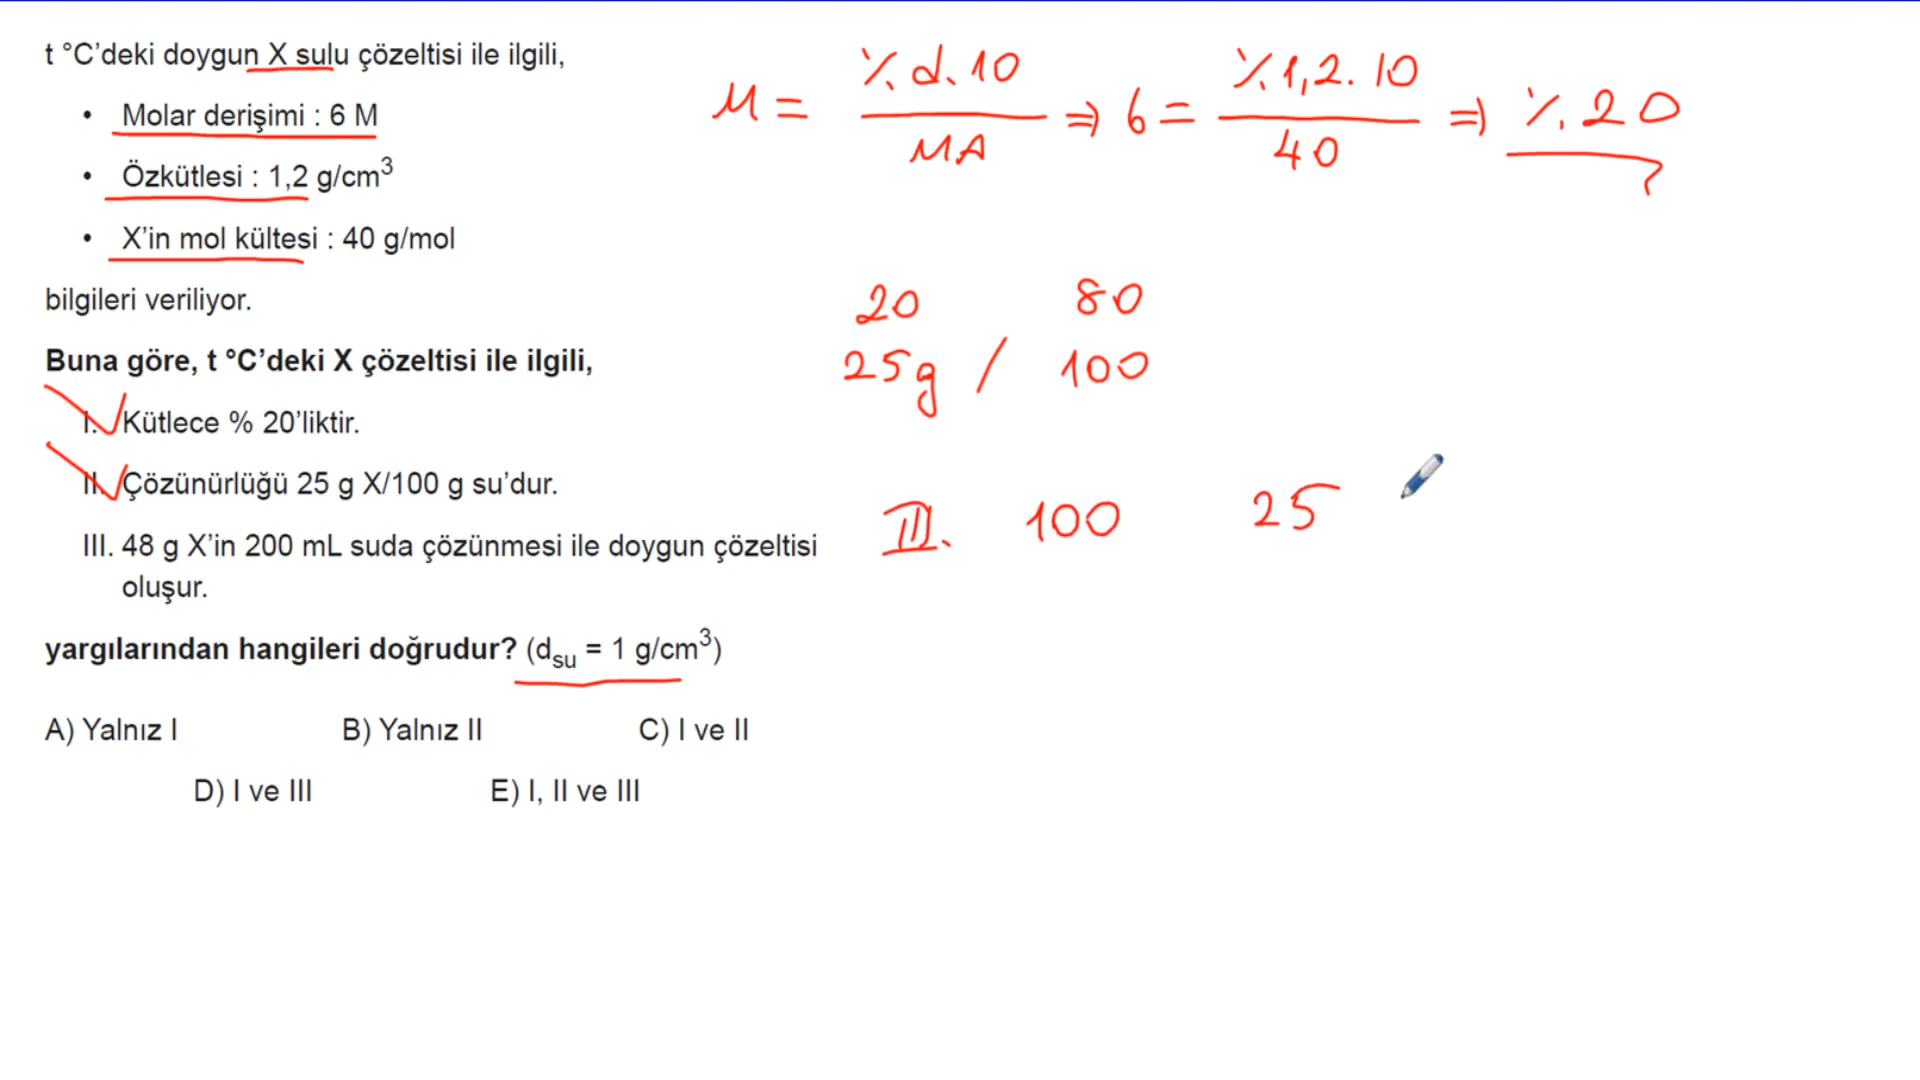 t °C'deki doygun X sulu çözeltisi ile ilgili,
• Molar derişimi : 6 M
• Özkütlesi : 1,2 g/cm³
• X'in mol kültesi : 40 g/mol
bilgileri veriliyor.
Buna göre, t °C'deki X çözeltisi ile ilgili,
I. Kütlece % 20'liktir.
II. Çözünürlüğü 25 g X/100 g su'dur.
III. 48 g X'in 200 mL suda çözünmesi ile doygun çözeltisi
oluşur.
yargılarından hangileri doğrudur? (d_su = 1 g/cm³)
A) Yalnız I B) Yalnız II C) I ve II
D) I ve III E) I, II ve III
M = %.d.10 / MA ⇒ 6 = %.1,2.10 / 40 ⇒ %20
20 80
25g / 100
III. 100 25